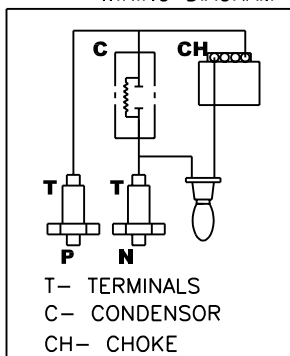 WIRING DIAGRAM
C CH
T T
P N
T- TERMINALS
C- CONDENSOR
CH- CHOKE